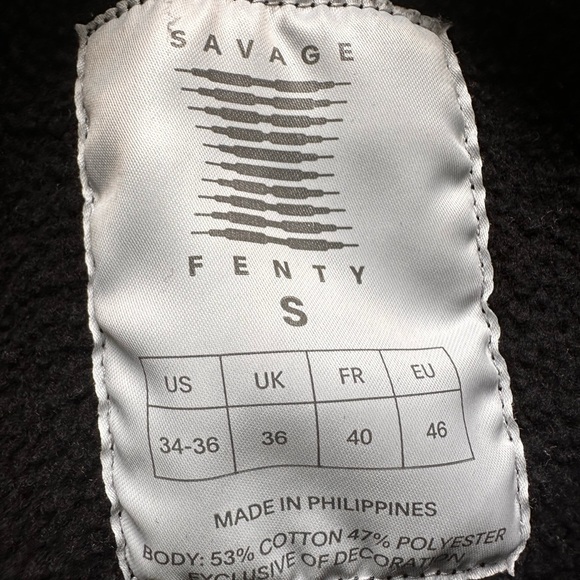 SAVAGE
FENTY
S
US UK FR EU
34-36 36 40 46
MADE IN PHILIPPINES
BODY: 53% COTTON 47% POLYESTER
EXCLUSIVE OF DECORATION